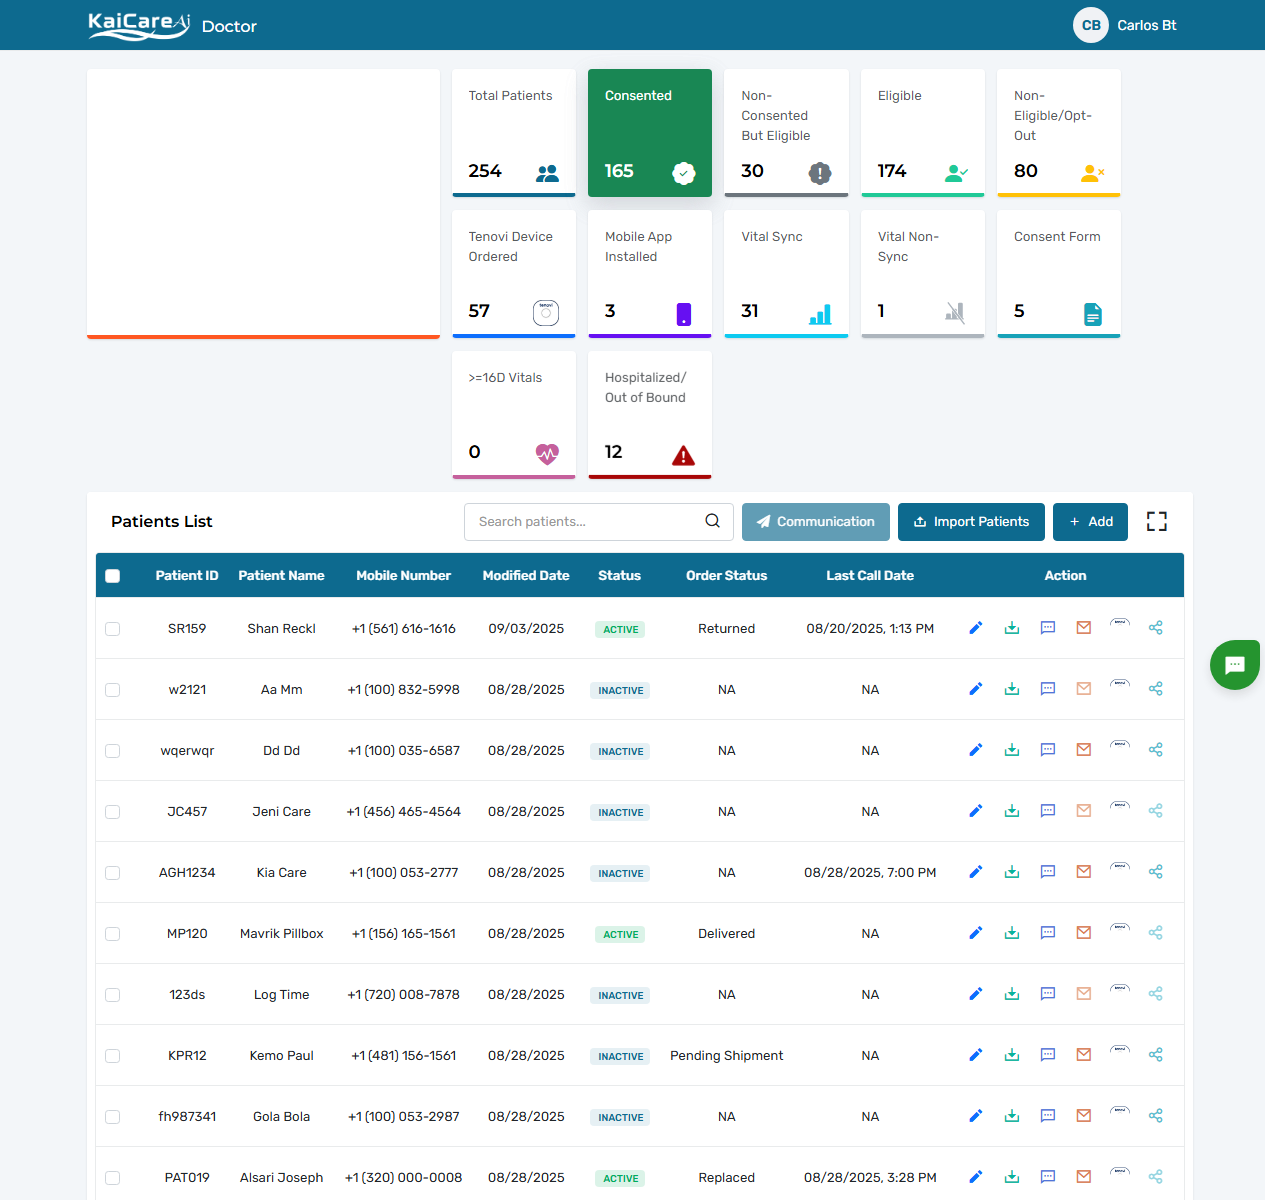 KaiCare Ai Doctor
CB Carlos Bt
Total Patients
254
Consented
165
Non-
Consented
But Eligible
30
Eligible
174
Non-
Eligible/Opt-
Out
80
Tenovi Device
Ordered
57
tenovi
Mobile App
Installed
3
Vital Sync
31
Vital Non-
Sync
1
Consent Form
5
>=16D Vitals
0
Hospitalized/
Out of Bound
12
Patients List
Search patients...
Communication
Import Patients
+ Add
Patient ID Patient Name Mobile Number Modified Date Status Order Status Last Call Date Action
SR159 Shan Reckl +1 (561) 616-1616 09/03/2025 ACTIVE Returned 08/20/2025, 1:13 PM
w2121 Aa Mm +1 (100) 832-5998 08/28/2025 INACTIVE NA NA
wqerwqr Dd Dd +1 (100) 035-6587 08/28/2025 INACTIVE NA NA
JC457 Jeni Care +1 (456) 465-4564 08/28/2025 INACTIVE NA NA
AGH1234 Kia Care +1 (100) 053-2777 08/28/2025 INACTIVE NA 08/28/2025, 7:00 PM
MP120 Mavrik Pillbox +1 (156) 165-1561 08/28/2025 ACTIVE Delivered NA
123ds Log Time +1 (720) 008-7878 08/28/2025 INACTIVE NA NA
KPR12 Kemo Paul +1 (481) 156-1561 08/28/2025 INACTIVE Pending Shipment NA
fh987341 Gola Bola +1 (100) 053-2987 08/28/2025 INACTIVE NA NA
PAT019 Alsari Joseph +1 (320) 000-0008 08/28/2025 ACTIVE Replaced 08/28/2025, 3:28 PM